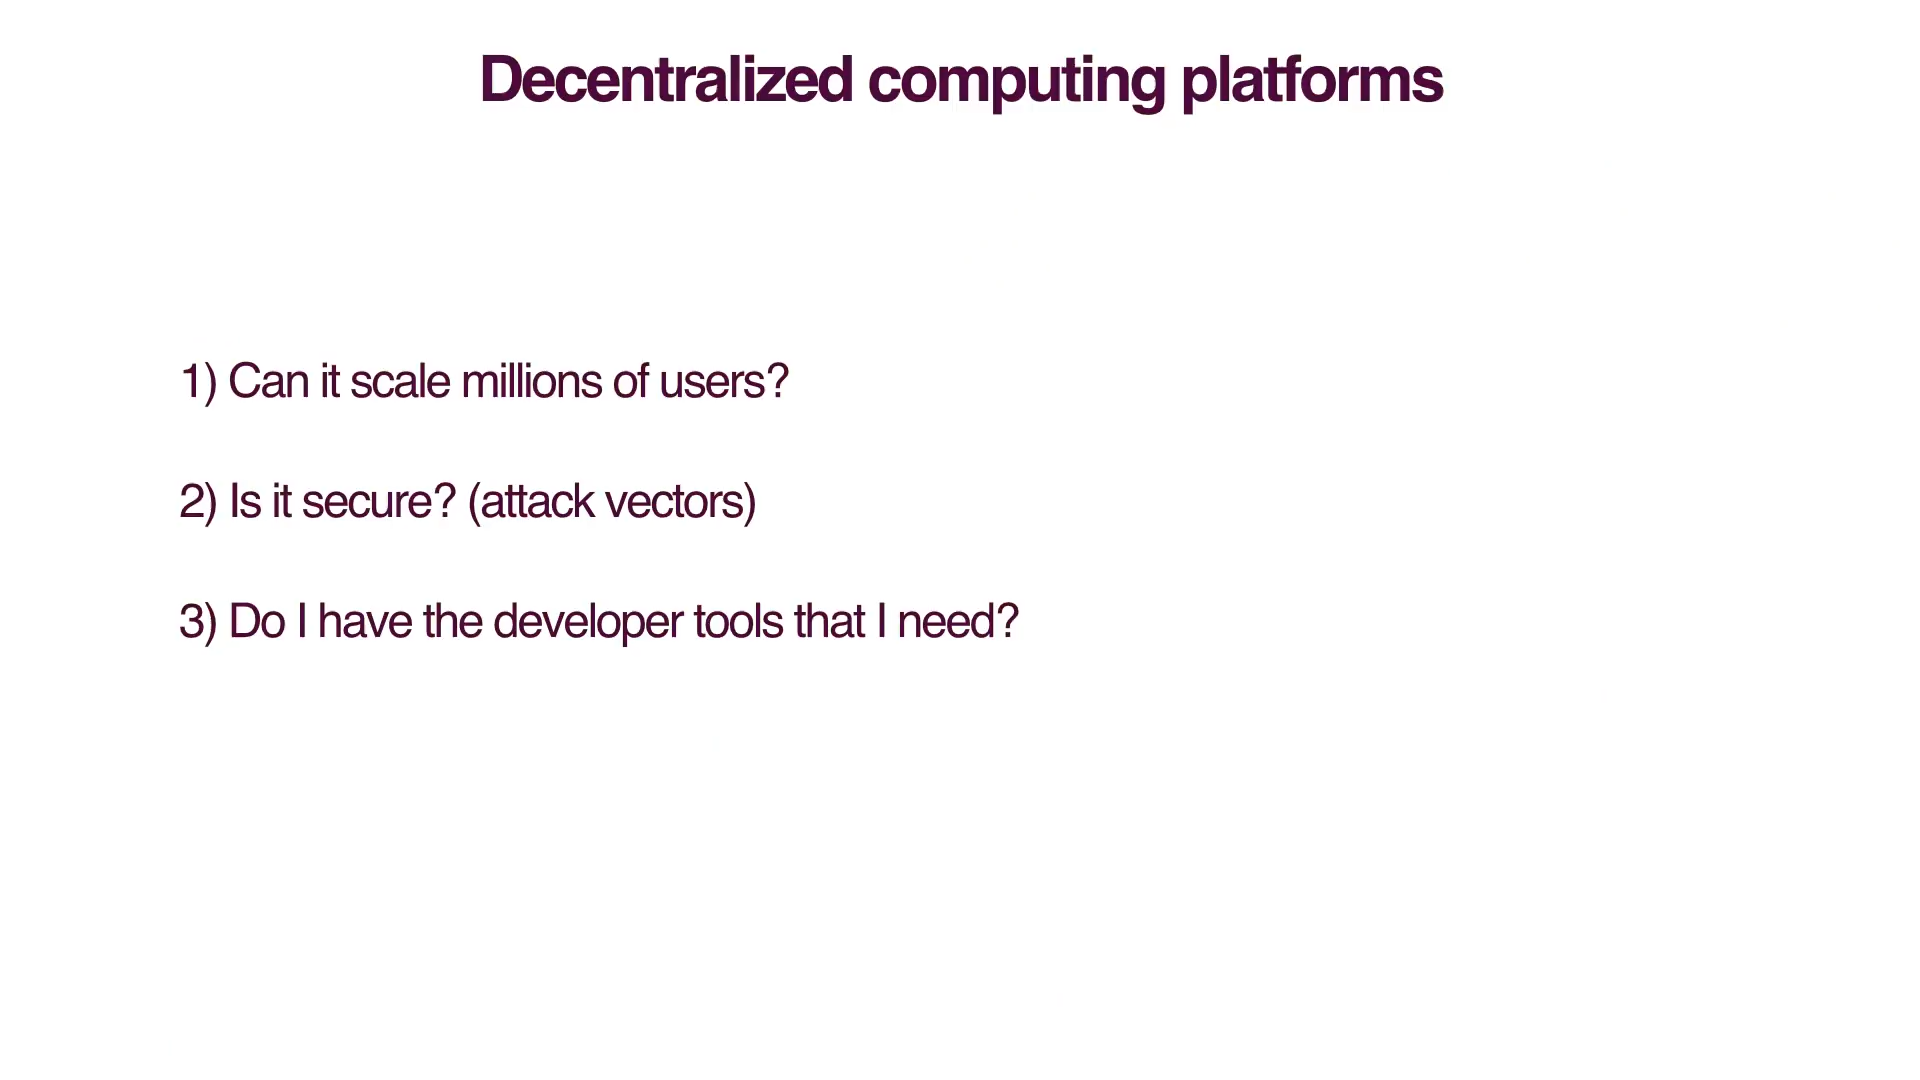 Decentralized computing platforms
1) Can it scale millions of users?
2) Is it secure? (attack vectors)
3) Do I have the developer tools that I need?